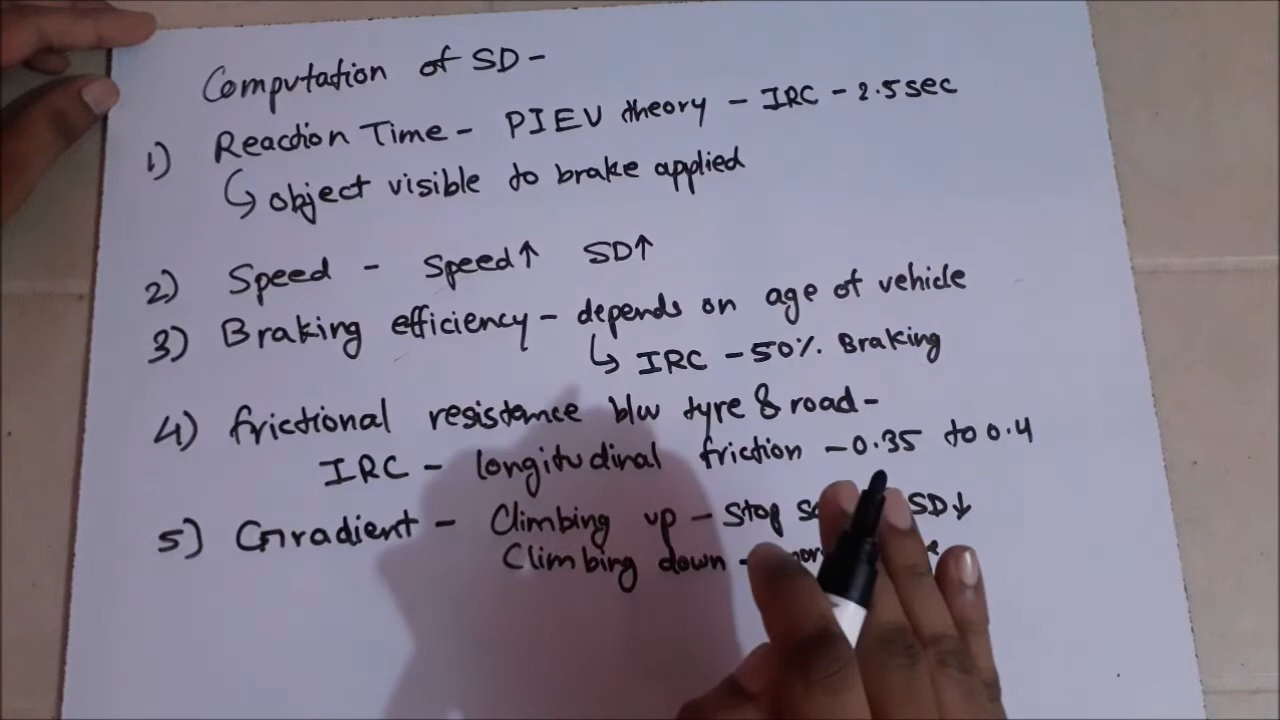 Computation of SD -
1) Reaction Time - PIEV theory - IRC - 2.5 sec
↳ object visible to brake applied
2) Speed - Speed↑ SD↑
3) Braking efficiency - depends on age of vehicle
↳ IRC - 50% Braking
4) frictional resistance b/w tyre & road -
IRC - longitudinal friction - 0.35 to 0.4
5) Gradient - Climbing up - Stop SD↓
Climbing down -